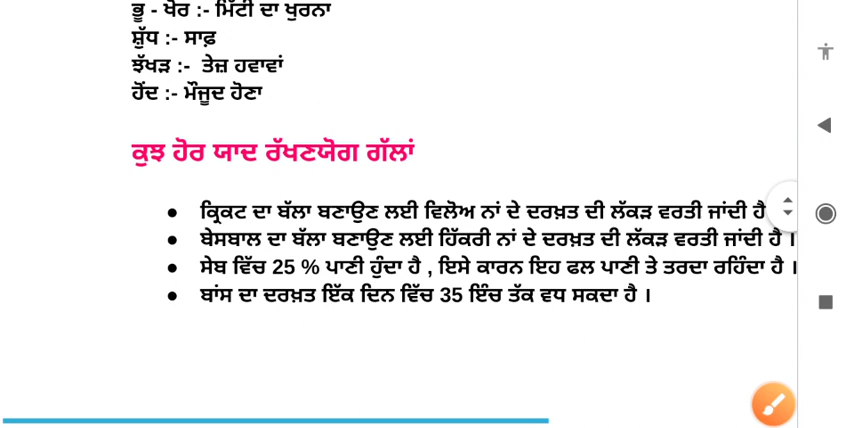 ਭੂ - ਖੋਰ :- ਮਿੱਟੀ ਦਾ ਖੁਰਨਾ
ਸ਼ੁੱਧ :- ਸਾਫ਼
ਝੱਖੜ :- ਤੇਜ਼ ਹਵਾਵਾਂ
ਹੋਂਦ :- ਮੌਜੂਦ ਹੋਣਾ
ਕੁਝ ਹੋਰ ਯਾਦ ਰੱਖਣਯੋਗ ਗੱਲਾਂ
● ਕ੍ਰਿਕਟ ਦਾ ਬੱਲਾ ਬਣਾਉਣ ਲਈ ਵਿਲੋਅ ਨਾਂ ਦੇ ਦਰਖ਼ਤ ਦੀ ਲੱਕੜ ਵਰਤੀ ਜਾਂਦੀ ਹੈ
● ਬੇਸਬਾਲ ਦਾ ਬੱਲਾ ਬਣਾਉਣ ਲਈ ਹਿੱਕਰੀ ਨਾਂ ਦੇ ਦਰਖ਼ਤ ਦੀ ਲੱਕੜ ਵਰਤੀ ਜਾਂਦੀ ਹੈ ।
● ਸੇਬ ਵਿੱਚ 25 % ਪਾਣੀ ਹੁੰਦਾ ਹੈ , ਇਸੇ ਕਾਰਨ ਇਹ ਫਲ ਪਾਣੀ ਤੇ ਤਰਦਾ ਰਹਿੰਦਾ ਹੈ ।
● ਬਾਂਸ ਦਾ ਦਰਖ਼ਤ ਇੱਕ ਦਿਨ ਵਿੱਚ 35 ਇੰਚ ਤੱਕ ਵਧ ਸਕਦਾ ਹੈ ।